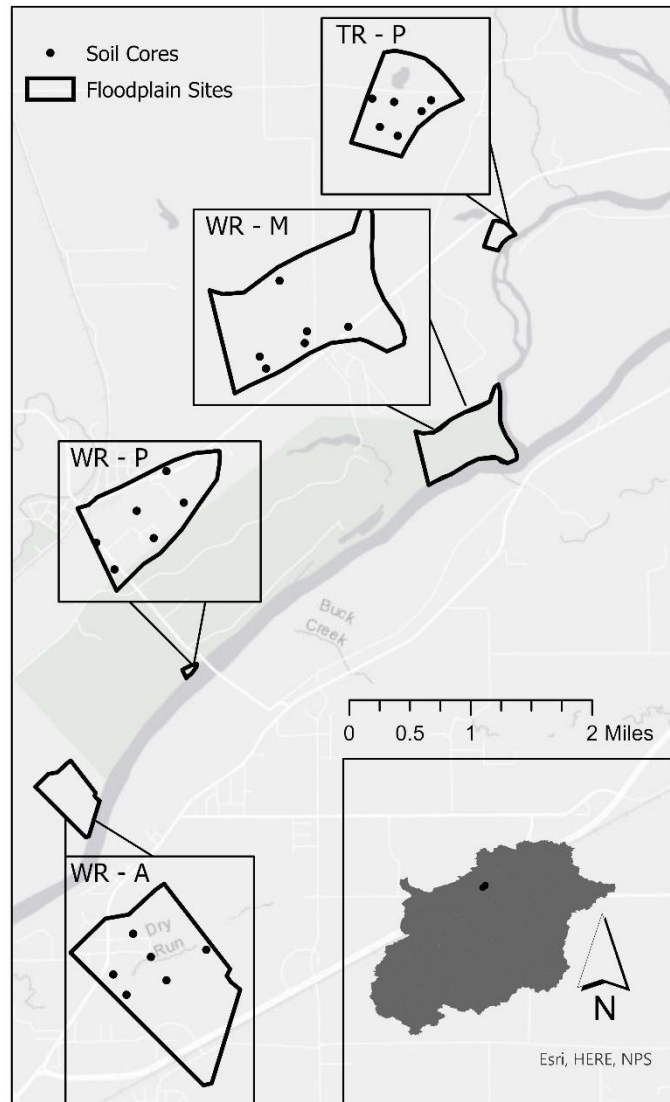 Soil Cores
Floodplain Sites
TR - P
WR - M
WR - P
Buck
Creek
0 0.5 1 2 Miles
WR - A
Dry
Run
N
Esri, HERE, NPS